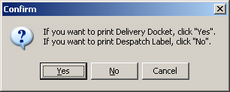 Confirm
If you want to print Delivery Docket, click "Yes".
If you want to print Despatch Label, click "No".
Yes No Cancel